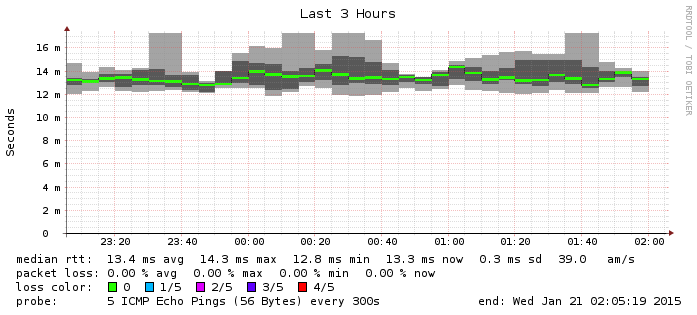 Last 3 Hours
RRDTOOL / TOBI OETIKER
Seconds
16 m
14 m
12 m
10 m
8 m
6 m
4 m
2 m
0
23:20 23:40 00:00 00:20 00:40 01:00 01:20 01:40 02:00
median rtt: 13.4 ms avg 14.3 ms max 12.8 ms min 13.3 ms now 0.3 ms sd 39.0 am/s
packet loss: 0.00 % avg 0.00 % max 0.00 % min 0.00 % now
loss color: 0 1/5 2/5 3/5 4/5
probe: 5 ICMP Echo Pings (56 Bytes) every 300s end: Wed Jan 21 02:05:19 2015